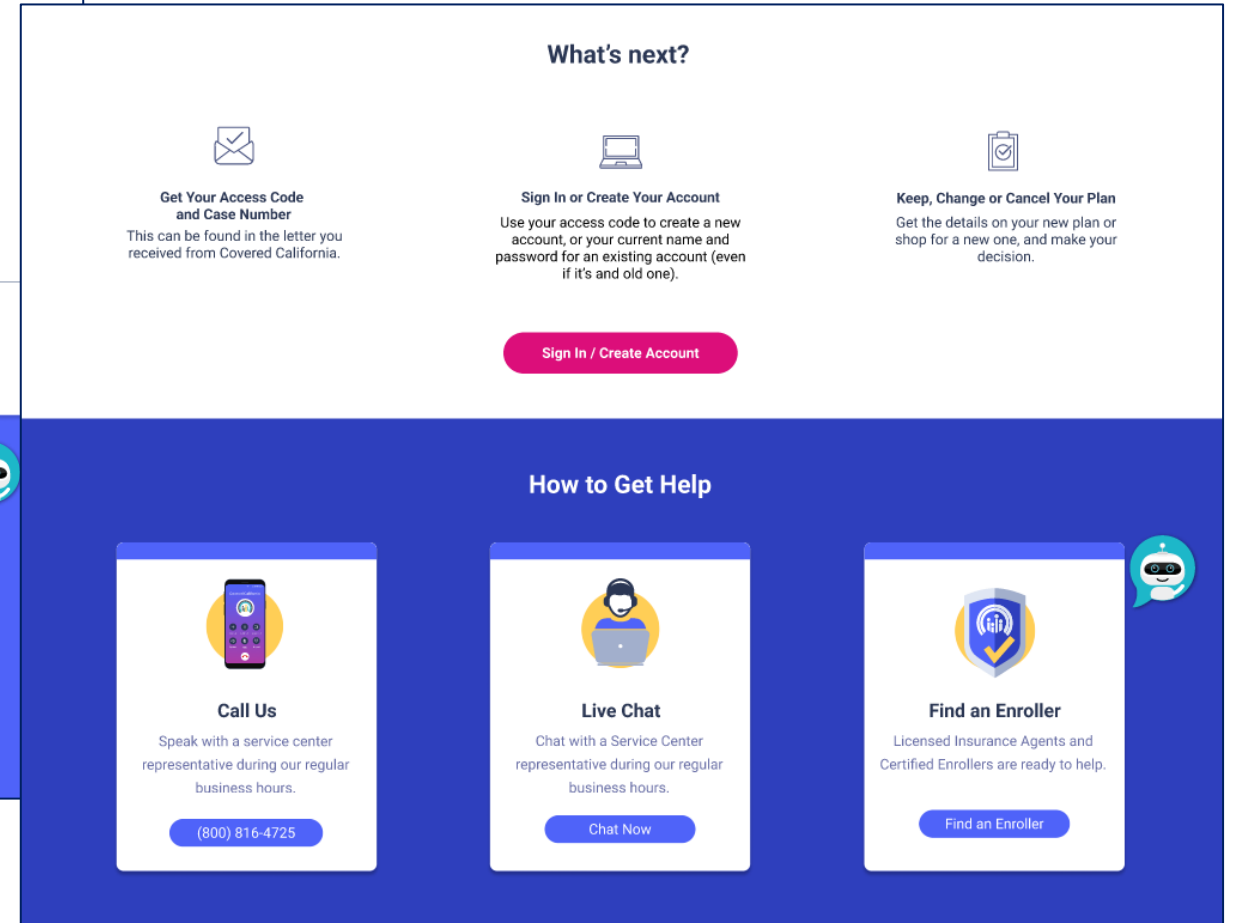 What's next?
Get Your Access Code
and Case Number
This can be found in the letter you
received from Covered California.
Sign In or Create Your Account
Use your access code to create a new
account, or your current name and
password for an existing account (even
if it's and old one).
Keep, Change or Cancel Your Plan
Get the details on your new plan or
shop for a new one, and make your
decision.
Sign In / Create Account
How to Get Help
Call Us
Speak with a service center
representative during our regular
business hours.
(800) 816-4725
Live Chat
Chat with a Service Center
representative during our regular
business hours.
Chat Now
Find an Enroller
Licensed Insurance Agents and
Certified Enrollers are ready to help.
Find an Enroller